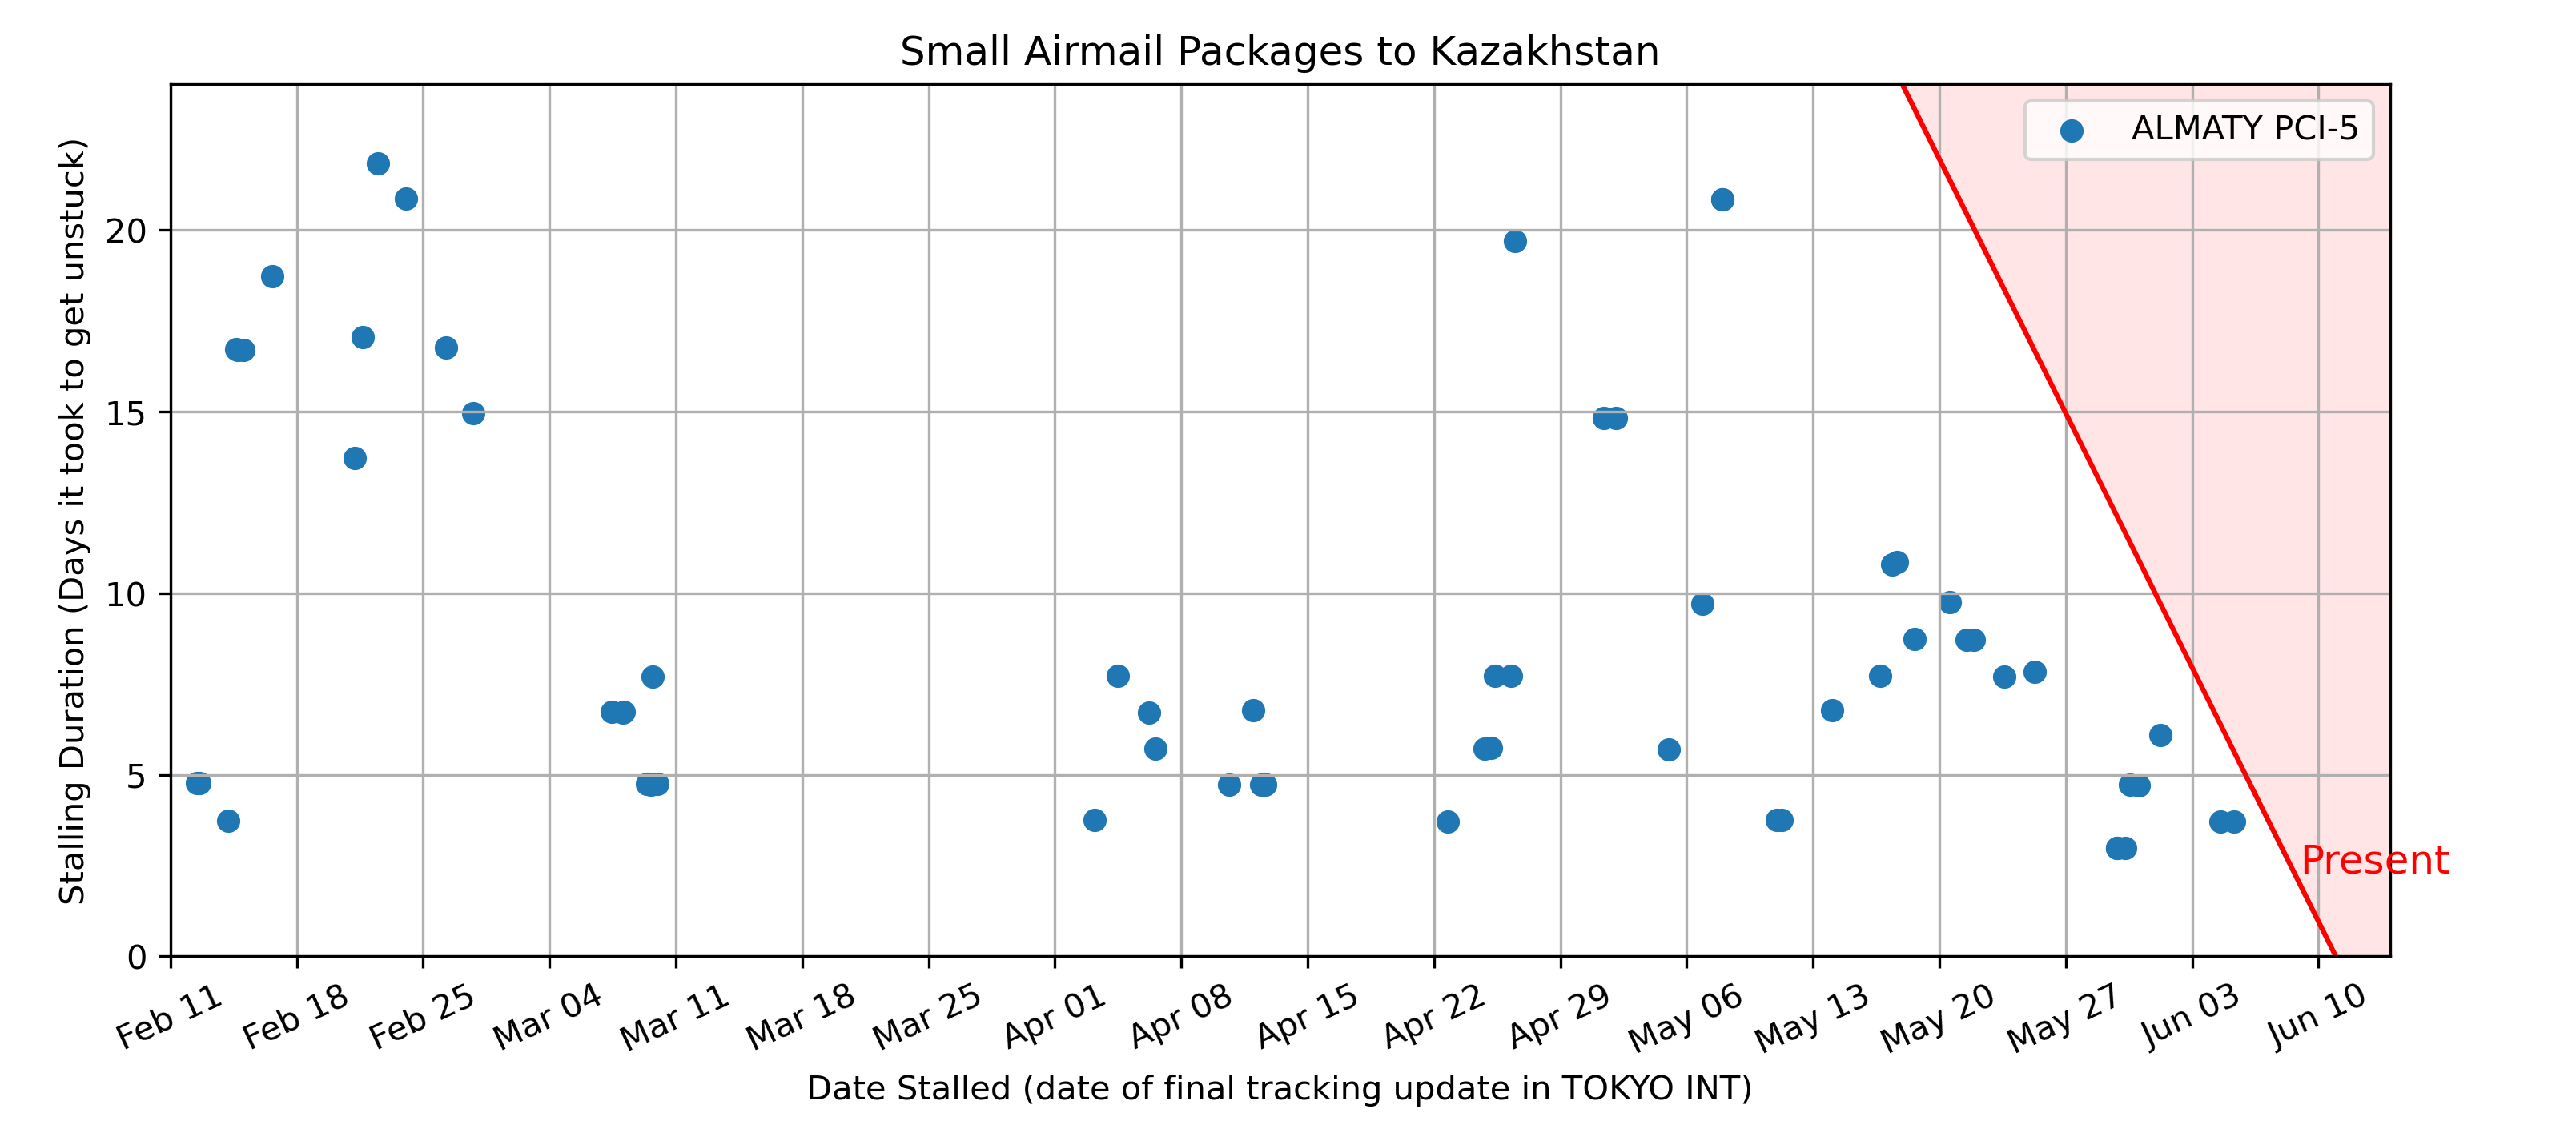 Small Airmail Packages to Kazakhstan
ALMATY PCI-5
Stalling Duration (Days it took to get unstuck)
20
15
10
5
0
Present
Feb 11
Feb 18
Feb 25
Mar 04
Mar 11
Mar 18
Mar 25
Apr 01
Apr 08
Apr 15
Apr 22
Apr 29
May 06
May 13
May 20
May 27
Jun 03
Jun 10
Date Stalled (date of final tracking update in TOKYO INT)